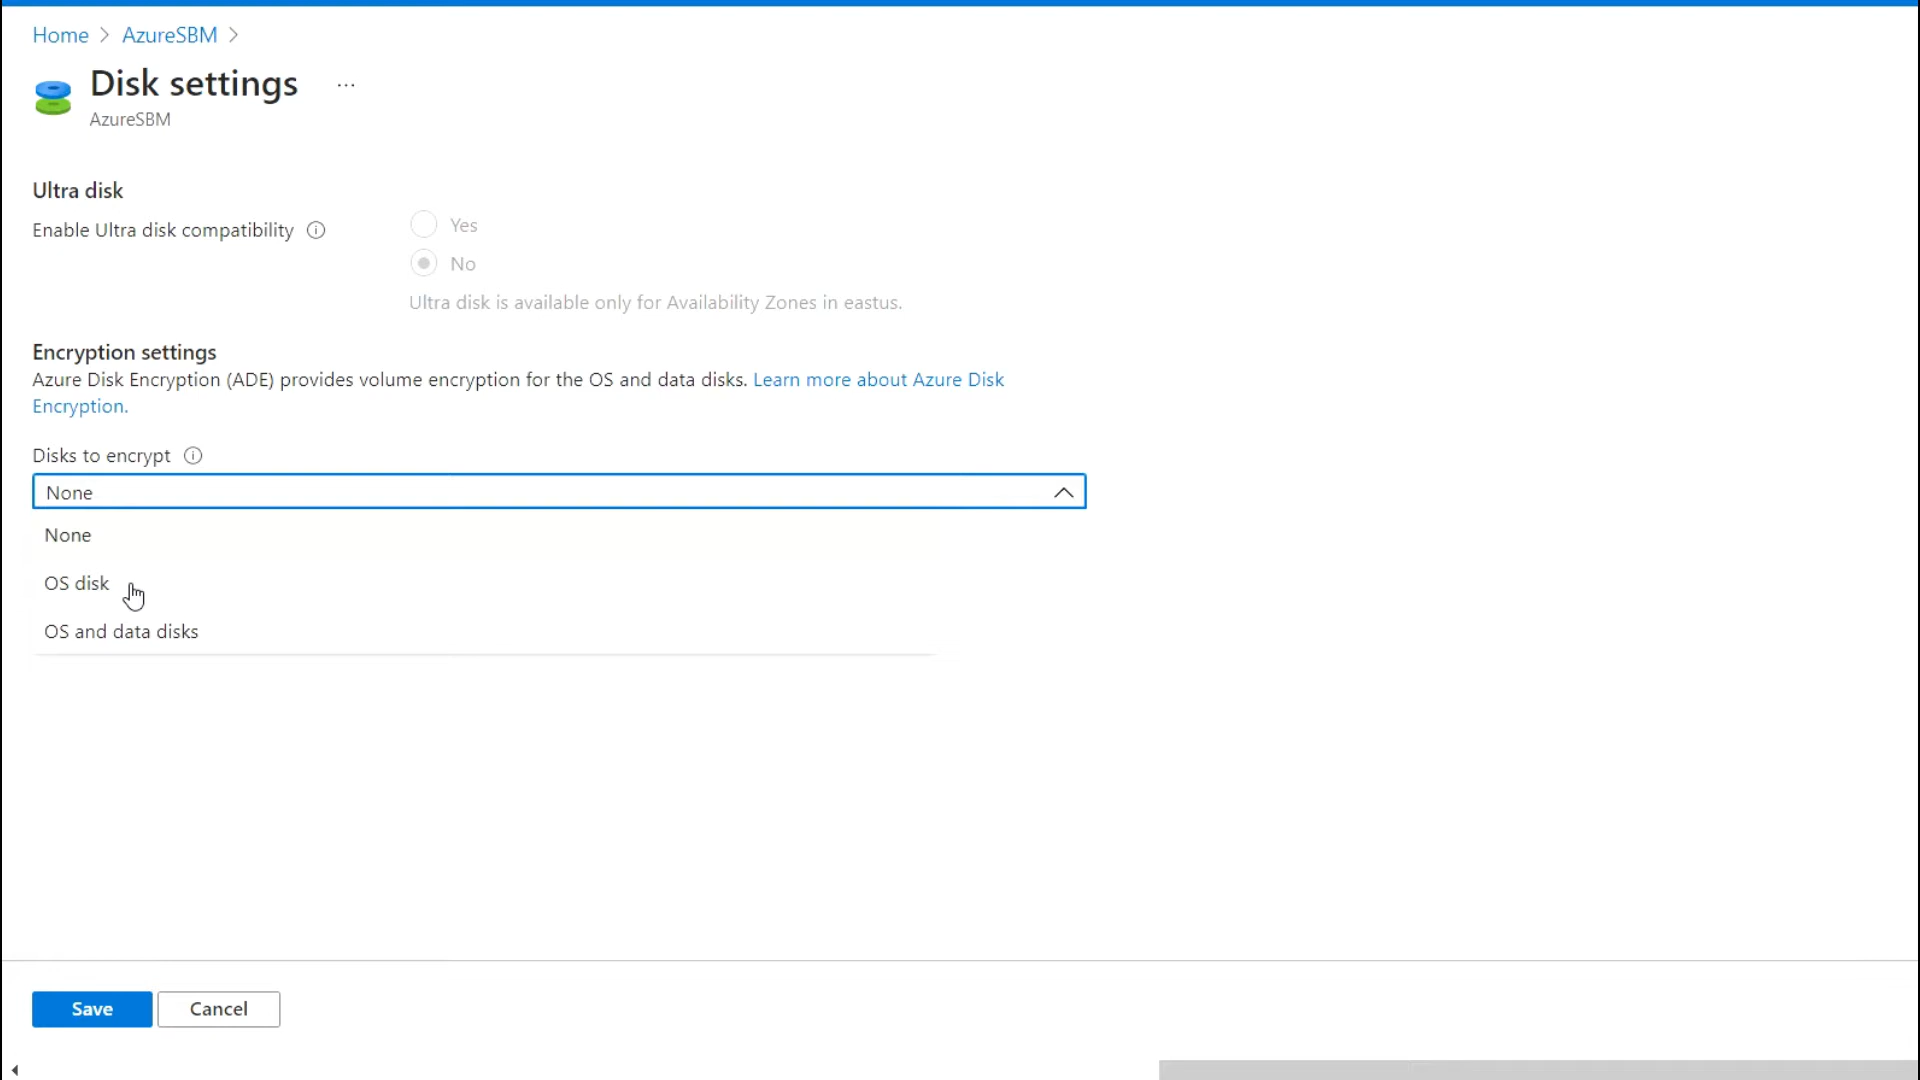 Home > AzureSBM >
Disk settings ...
AzureSBM
Ultra disk
Enable Ultra disk compatibility
Yes
No
Ultra disk is available only for Availability Zones in eastus.
Encryption settings
Azure Disk Encryption (ADE) provides volume encryption for the OS and data disks. Learn more about Azure Disk
Encryption.
Disks to encrypt
None
None
OS disk
OS and data disks
Save Cancel